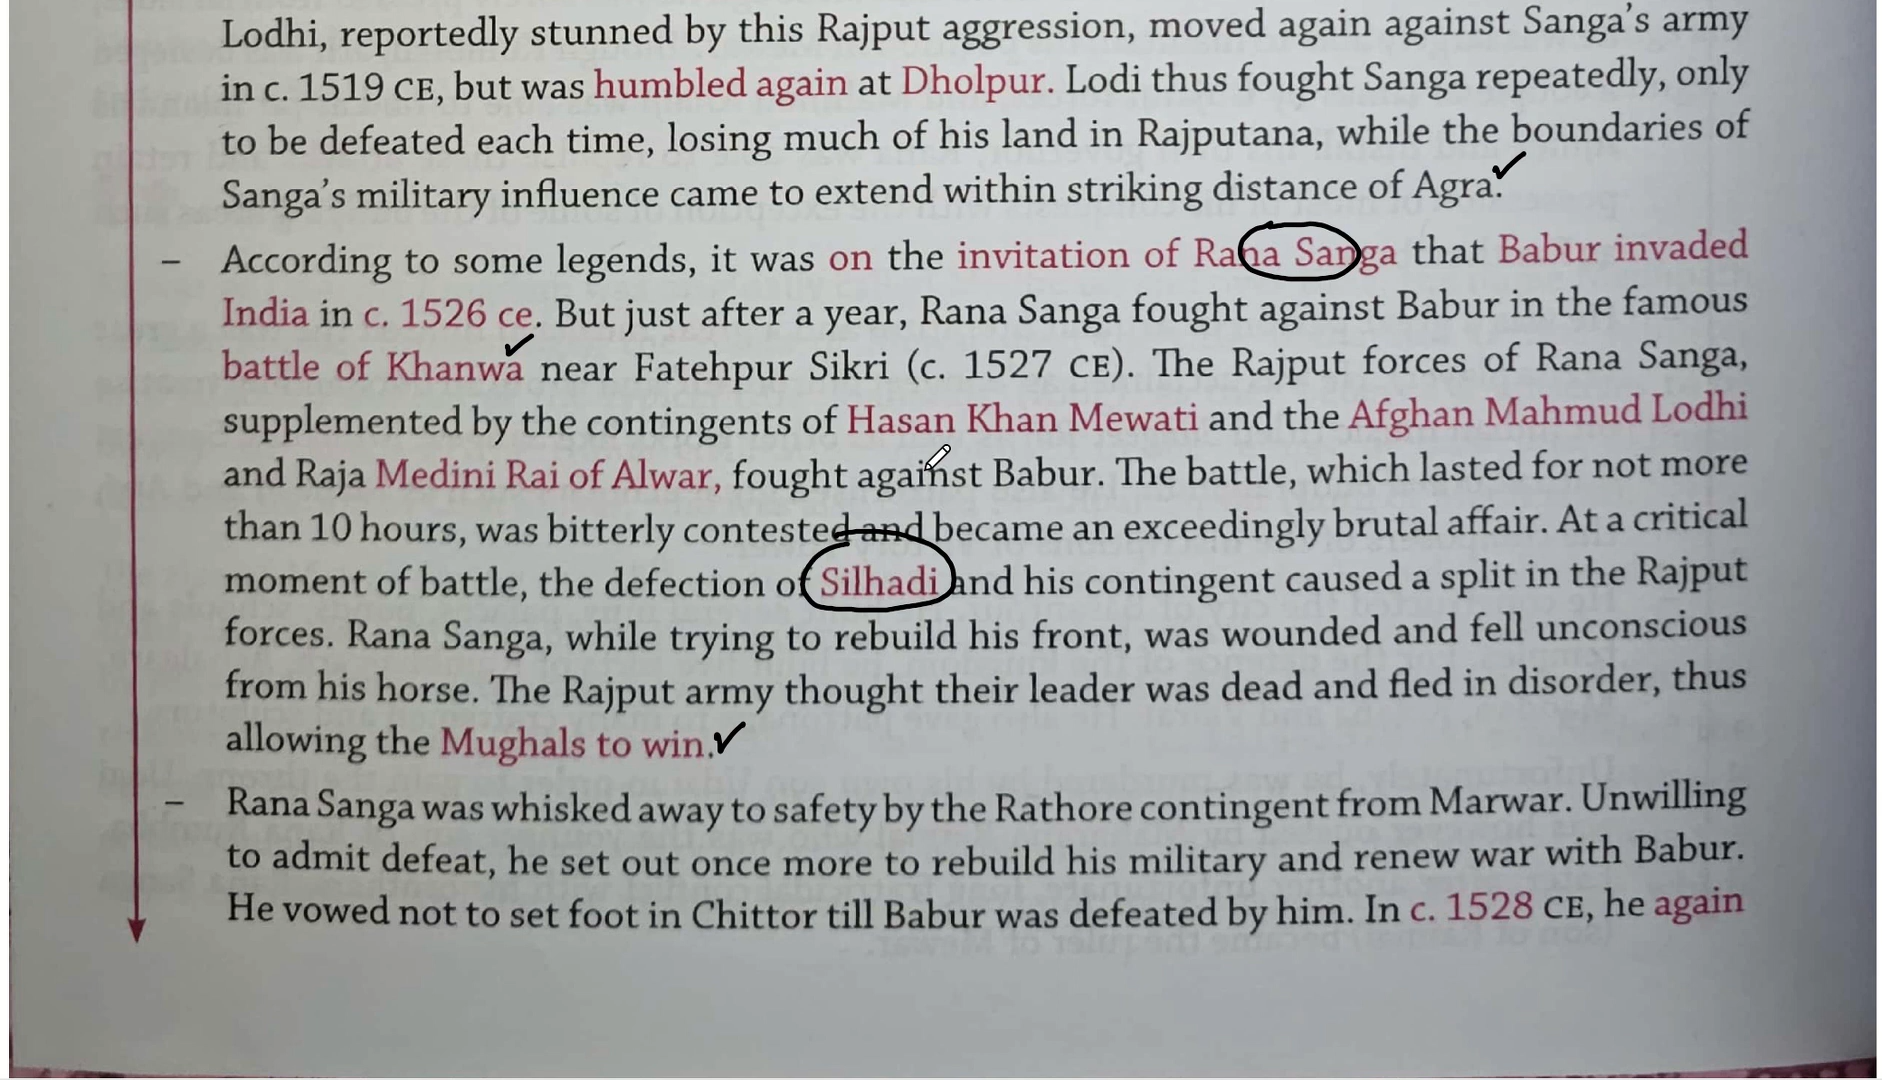 Lodhi, reportedly stunned by this Rajput aggression, moved again against Sanga's army
in c. 1519 CE, but was humbled again at Dholpur. Lodi thus fought Sanga repeatedly, only
to be defeated each time, losing much of his land in Rajputana, while the boundaries of
Sanga's military influence came to extend within striking distance of Agra.
– According to some legends, it was on the invitation of Rana Sanga that Babur invaded
India in c. 1526 ce. But just after a year, Rana Sanga fought against Babur in the famous
battle of Khanwa near Fatehpur Sikri (c. 1527 CE). The Rajput forces of Rana Sanga,
supplemented by the contingents of Hasan Khan Mewati and the Afghan Mahmud Lodhi
and Raja Medini Rai of Alwar, fought against Babur. The battle, which lasted for not more
than 10 hours, was bitterly contested and became an exceedingly brutal affair. At a critical
moment of battle, the defection of Silhadi and his contingent caused a split in the Rajput
forces. Rana Sanga, while trying to rebuild his front, was wounded and fell unconscious
from his horse. The Rajput army thought their leader was dead and fled in disorder, thus
allowing the Mughals to win.
– Rana Sanga was whisked away to safety by the Rathore contingent from Marwar. Unwilling
to admit defeat, he set out once more to rebuild his military and renew war with Babur.
He vowed not to set foot in Chittor till Babur was defeated by him. In c. 1528 CE, he again